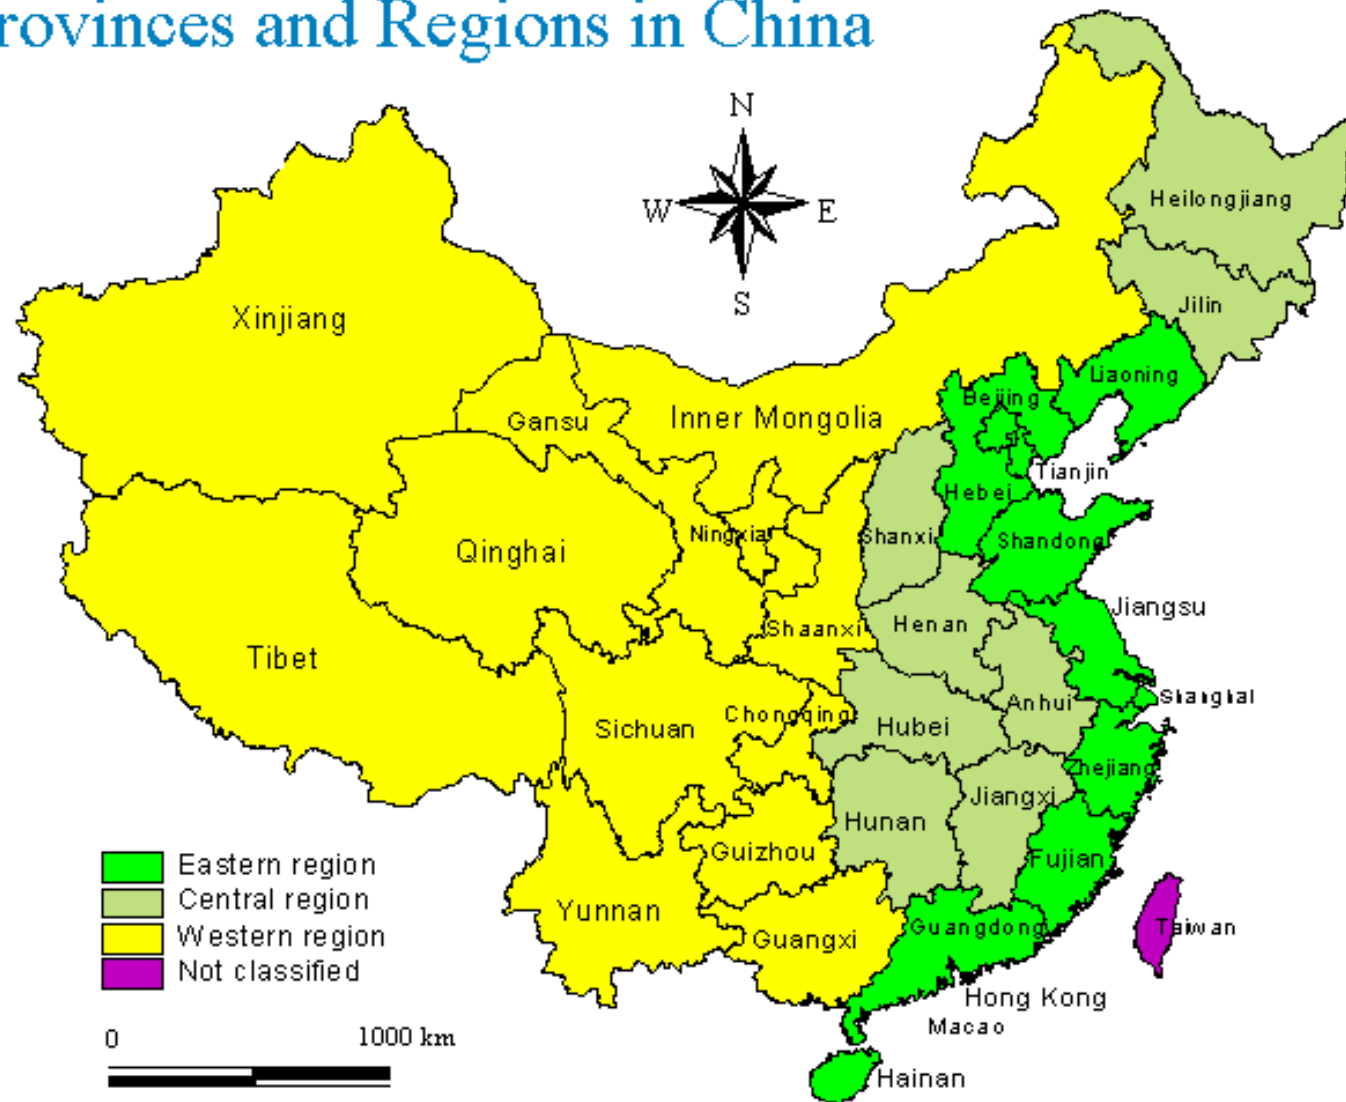 rovinces and Regions in China
N
W
E
S
Heilongjiang
Jilin
Xinjiang
Liaoning
Beijing
Gansu
Inner Mongolia
Tianjin
Hebei
Ningxia
Shanxi
Shandong
Qinghai
Jiangsu
Shaanxi
Henan
Tibet
Shanghai
Anhui
Chongqing
Sichuan
Hubei
Zhejiang
Jiangxi
Hunan
Guizhou
Fujian
Eastern region
Central region
Western region
Not classified
Yunnan
Guangxi
Guangdong
Taiwan
Hong Kong
Macao
0 1000 km
Hainan